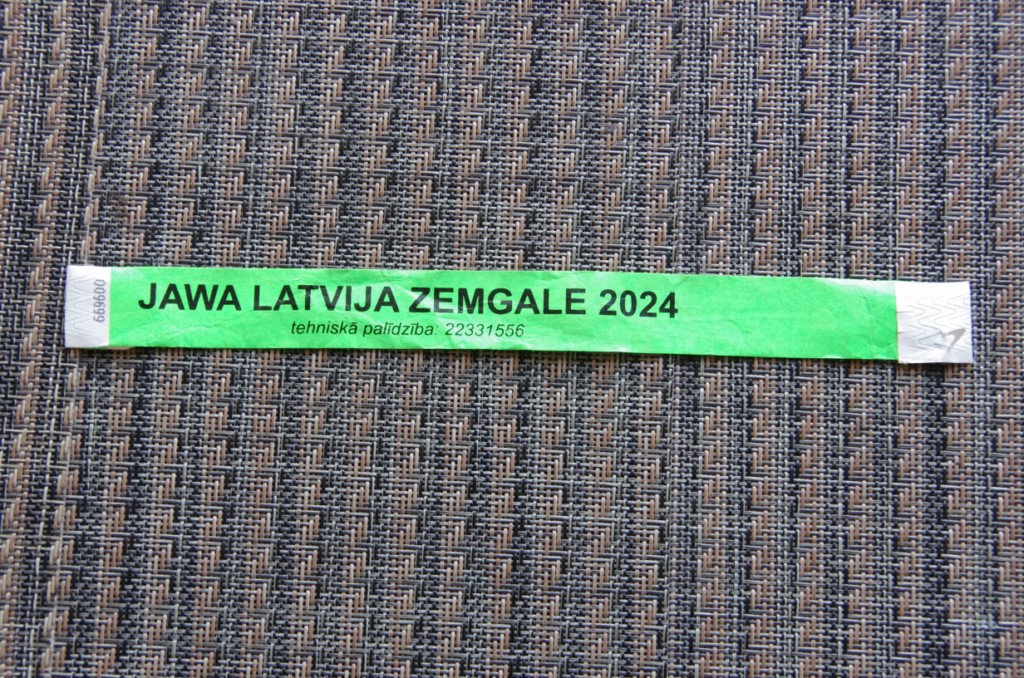 669600
JAWA LATVIJA ZEMGALE 2024
tehniskā palīdzība: 22331556